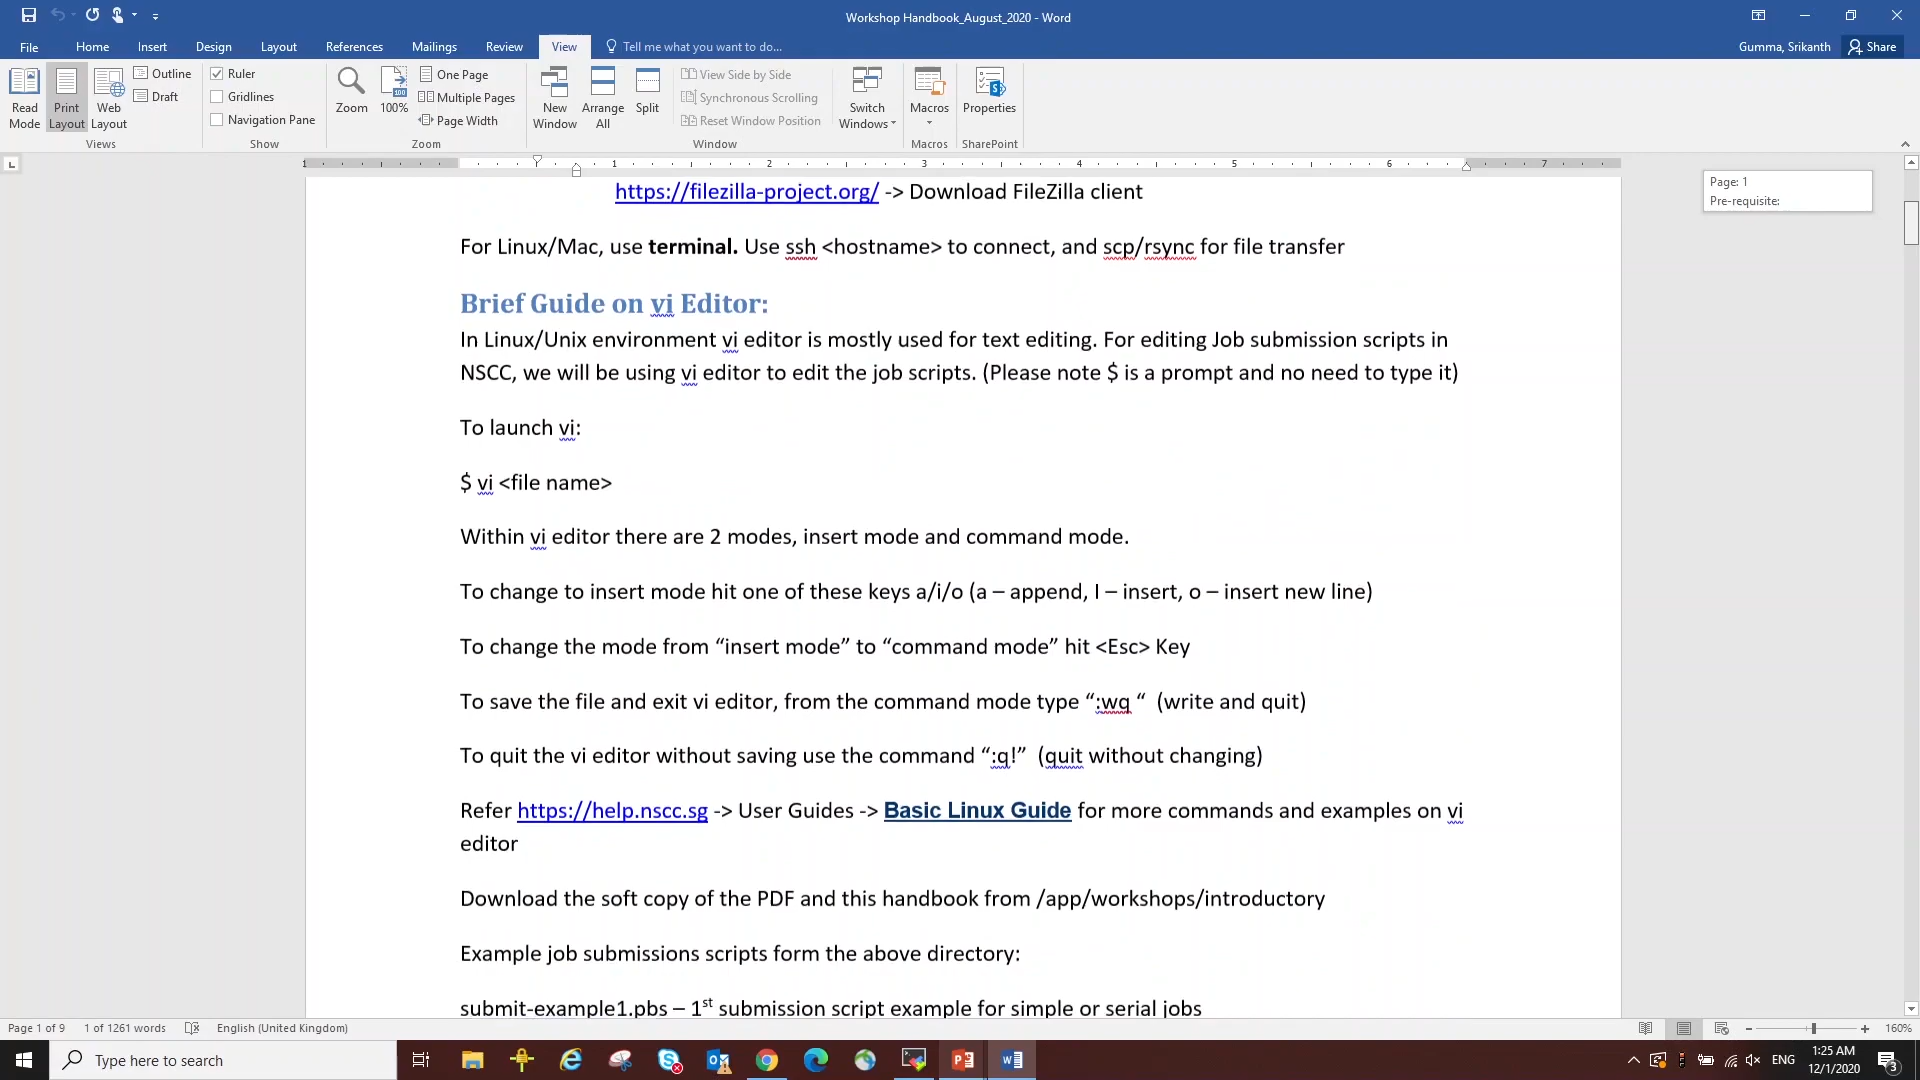 Workshop Handbook_August_2020 - Word
File Home Insert Design Layout References Mailings Review View Tell me what you want to do... Gumma, Srikanth Share
Read Mode
Print Layout
Web Layout
Outline
Draft
Views
Ruler
Gridlines
Navigation Pane
Show
Zoom
100%
One Page
Multiple Pages
Page Width
Zoom
New Window
Arrange All
Split
View Side by Side
Synchronous Scrolling
Reset Window Position
Switch Windows
Window
Macros
Macros
Properties
SharePoint
1 1 2 3 4 5 6 7
Page: 1
Pre-requisite:
https://filezilla-project.org/ -> Download FileZilla client
For Linux/Mac, use terminal. Use ssh <hostname> to connect, and scp/rsync for file transfer
Brief Guide on vi Editor:
In Linux/Unix environment vi editor is mostly used for text editing. For editing Job submission scripts in
NSCC, we will be using vi editor to edit the job scripts. (Please note $ is a prompt and no need to type it)
To launch vi:
$ vi <file name>
Within vi editor there are 2 modes, insert mode and command mode.
To change to insert mode hit one of these keys a/i/o (a – append, I – insert, o – insert new line)
To change the mode from “insert mode” to “command mode” hit <Esc> Key
To save the file and exit vi editor, from the command mode type “:wq “  (write and quit)
To quit the vi editor without saving use the command “:q!”  (quit without changing)
Refer https://help.nscc.sg -> User Guides -> Basic Linux Guide for more commands and examples on vi
editor
Download the soft copy of the PDF and this handbook from /app/workshops/introductory
Example job submissions scripts form the above directory:
submit-example1.pbs – 1st submission script example for simple or serial jobs
Page 1 of 9 1 of 1261 words English (United Kingdom) 160%
Type here to search
ENG
1:25 AM
12/1/2020
3